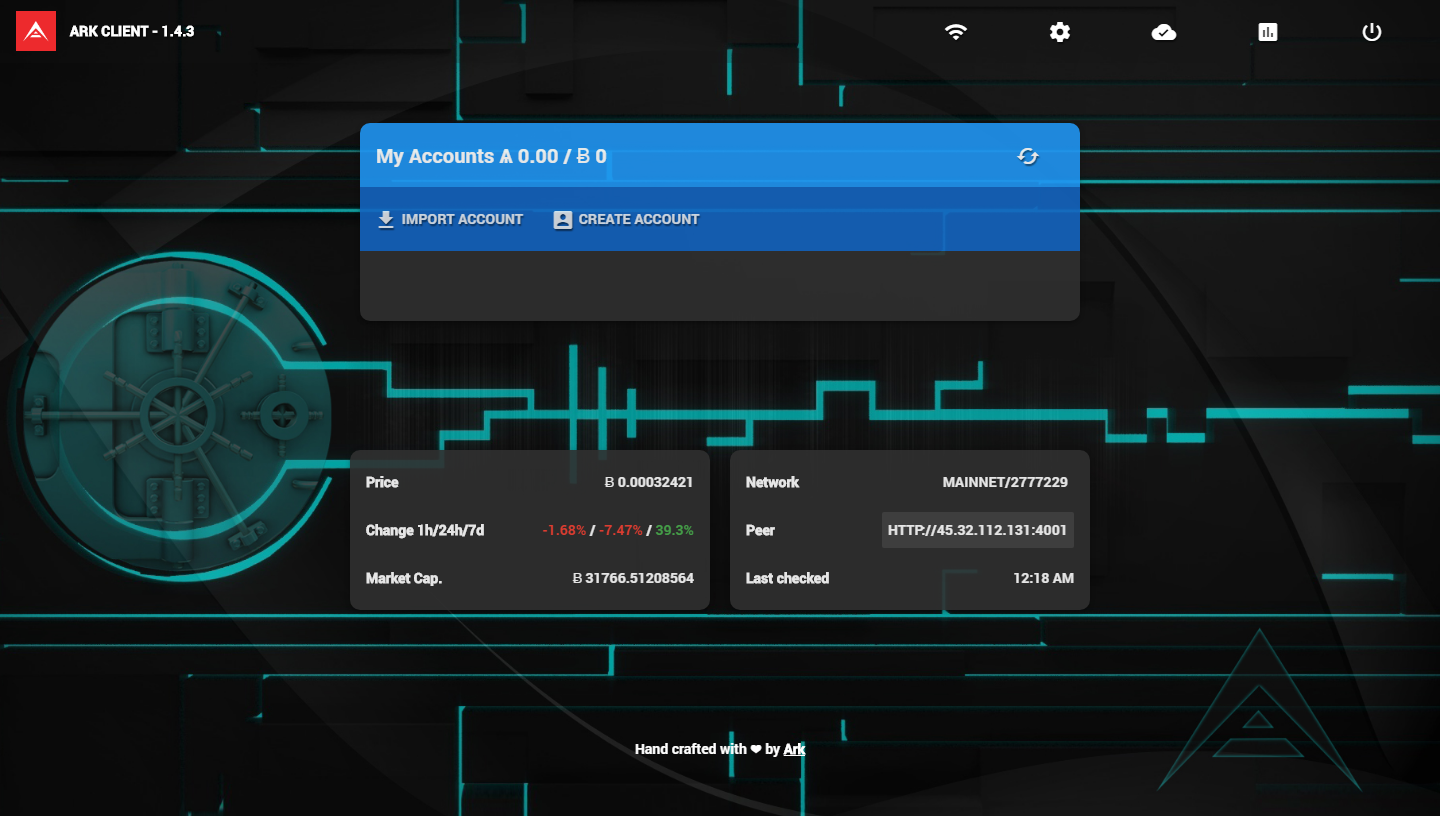 ARK CLIENT - 1.4.3
My Accounts Ѧ 0.00 / Ƀ 0
IMPORT ACCOUNT CREATE ACCOUNT
Price Ƀ 0.00032421
Change 1h/24h/7d -1.68% / -7.47% / 39.3%
Market Cap. Ƀ 31766.51208564
Network MAINNET/2777229
Peer HTTP://45.32.112.131:4001
Last checked 12:18 AM
Hand crafted with ❤ by Ark